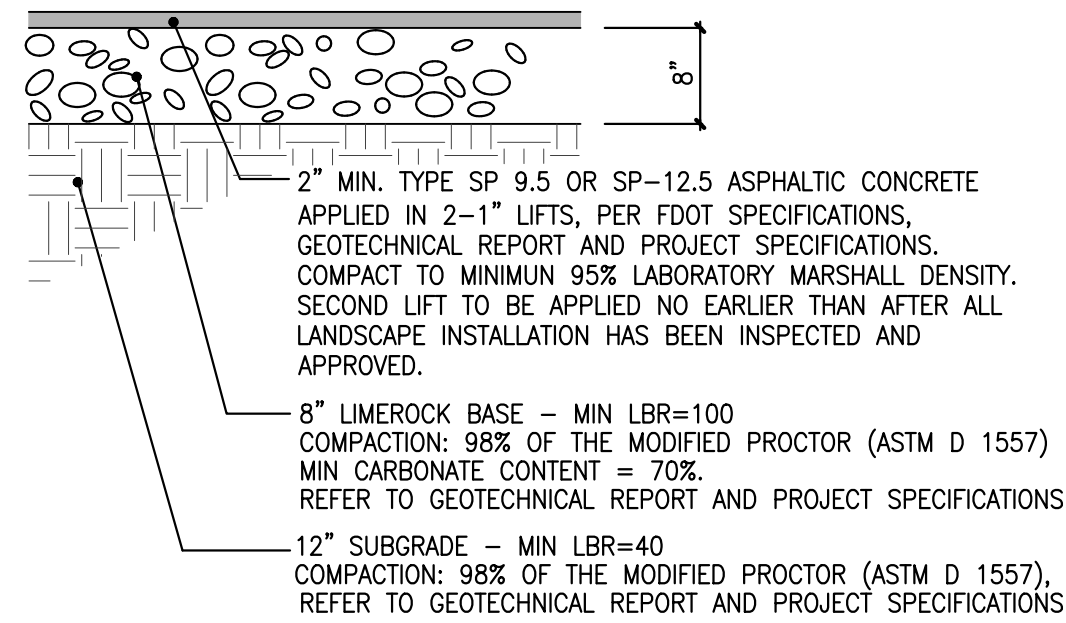 8”
2” MIN. TYPE SP 9.5 OR SP-12.5 ASPHALTIC CONCRETE
APPLIED IN 2-1” LIFTS, PER FDOT SPECIFICATIONS,
GEOTECHNICAL REPORT AND PROJECT SPECIFICATIONS.
COMPACT TO MINIMUN 95% LABORATORY MARSHALL DENSITY.
SECOND LIFT TO BE APPLIED NO EARLIER THAN AFTER ALL
LANDSCAPE INSTALLATION HAS BEEN INSPECTED AND
APPROVED.
8” LIMEROCK BASE - MIN LBR=100
COMPACTION: 98% OF THE MODIFIED PROCTOR (ASTM D 1557)
MIN CARBONATE CONTENT = 70%.
REFER TO GEOTECHNICAL REPORT AND PROJECT SPECIFICATIONS
12” SUBGRADE - MIN LBR=40
COMPACTION: 98% OF THE MODIFIED PROCTOR (ASTM D 1557),
REFER TO GEOTECHNICAL REPORT AND PROJECT SPECIFICATIONS